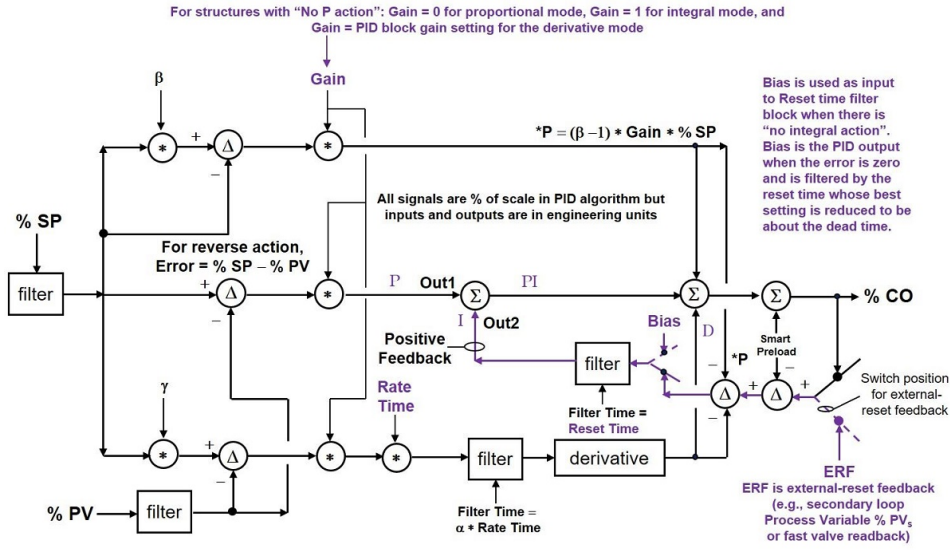 For structures with “No P action”: Gain = 0 for proportional mode, Gain = 1 for integral mode, and
Gain = PID block gain setting for the derivative mode
β
Gain
Bias is used as input
to Reset time filter
block when there is
“no integral action”.
Bias is the PID output
when the error is zero
and is filtered by the
reset time whose best
setting is reduced to be
about the dead time.
*P = (β –1) * Gain * % SP
* + Δ *
–
All signals are % of scale in PID algorithm but
inputs and outputs are in engineering units
% SP
For reverse action,
Error = % SP – % PV
filter
+ Δ * P Out1 Σ PI Σ Σ % CO
–
I Out2
Positive
Feedback
Bias
D
Smart
Preload
filter
– *P –
Δ + Δ +
–
Switch position
for external-
reset feedback
Filter Time =
Reset Time
γ
Rate
Time
* + Δ * * filter derivative
–
% PV filter
Filter Time =
α * Rate Time
ERF
ERF is external-reset feedback
(e.g., secondary loop
Process Variable % PVs
or fast valve readback)